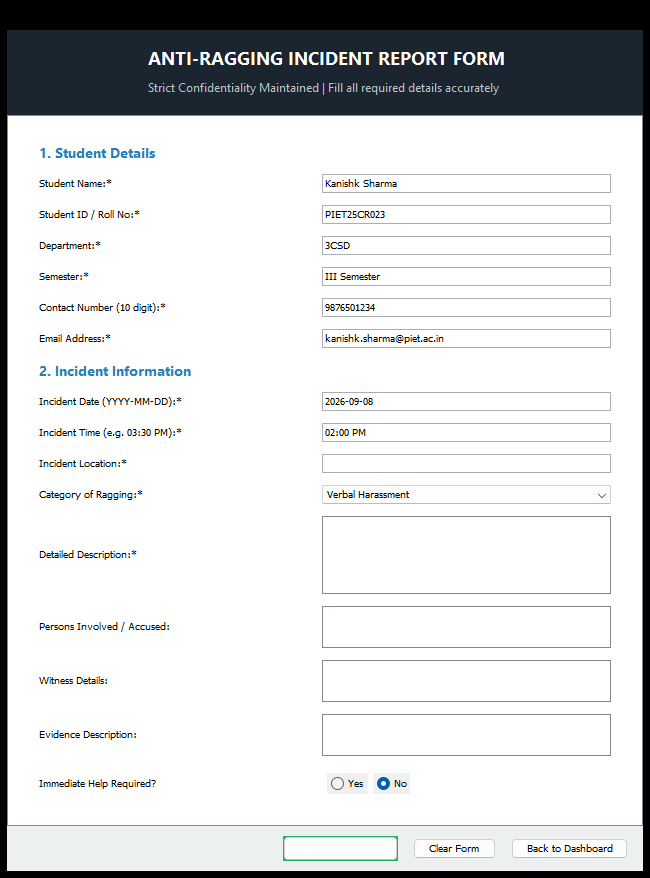 ANTI-RAGGING INCIDENT REPORT FORM
Strict Confidentiality Maintained | Fill all required details accurately
1. Student Details
Student Name:* Kanishk Sharma
Student ID / Roll No:* PIET25CR023
Department:* 3CSD
Semester:* III Semester
Contact Number (10 digit):* 9876501234
Email Address:* kanishk.sharma@piet.ac.in
2. Incident Information
Incident Date (YYYY-MM-DD):* 2026-09-08
Incident Time (e.g. 03:30 PM):* 02:00 PM
Incident Location:*
Category of Ragging:* Verbal Harassment
Detailed Description:*
Persons Involved / Accused:
Witness Details:
Evidence Description:
Immediate Help Required? Yes No
Clear Form Back to Dashboard